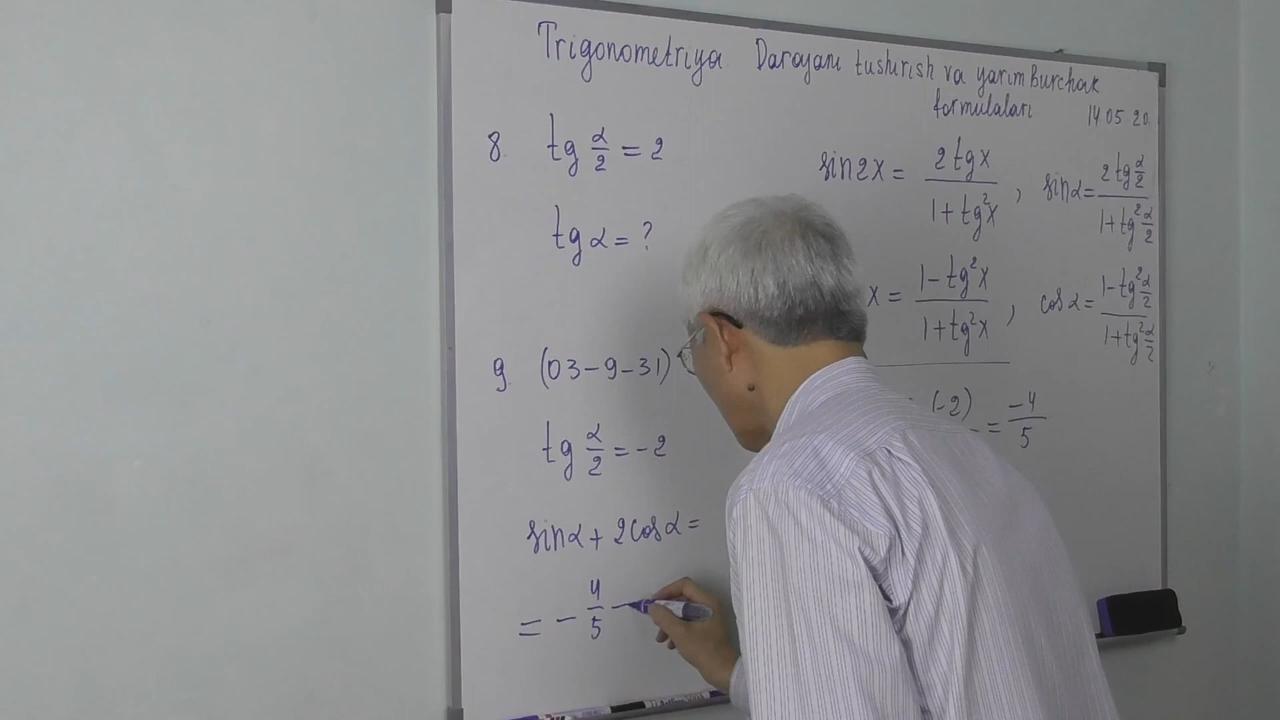 Trigonometriya Darajani tushirish va yarim burchak
formulalari 14 05 20
8. tg α/2 = 2
tg α = ?
sin2x = 2tgx / 1+tg²x , sinα = 2tg α/2 / 1+tg² α/2
x = 1-tg²x / 1+tg²x , cosα = 1-tg² α/2 / 1+tg² α/2
9. (03-9-31)
tg α/2 = -2
(-2) = -4/5
sinα + 2cosα =
= - 4/5 -